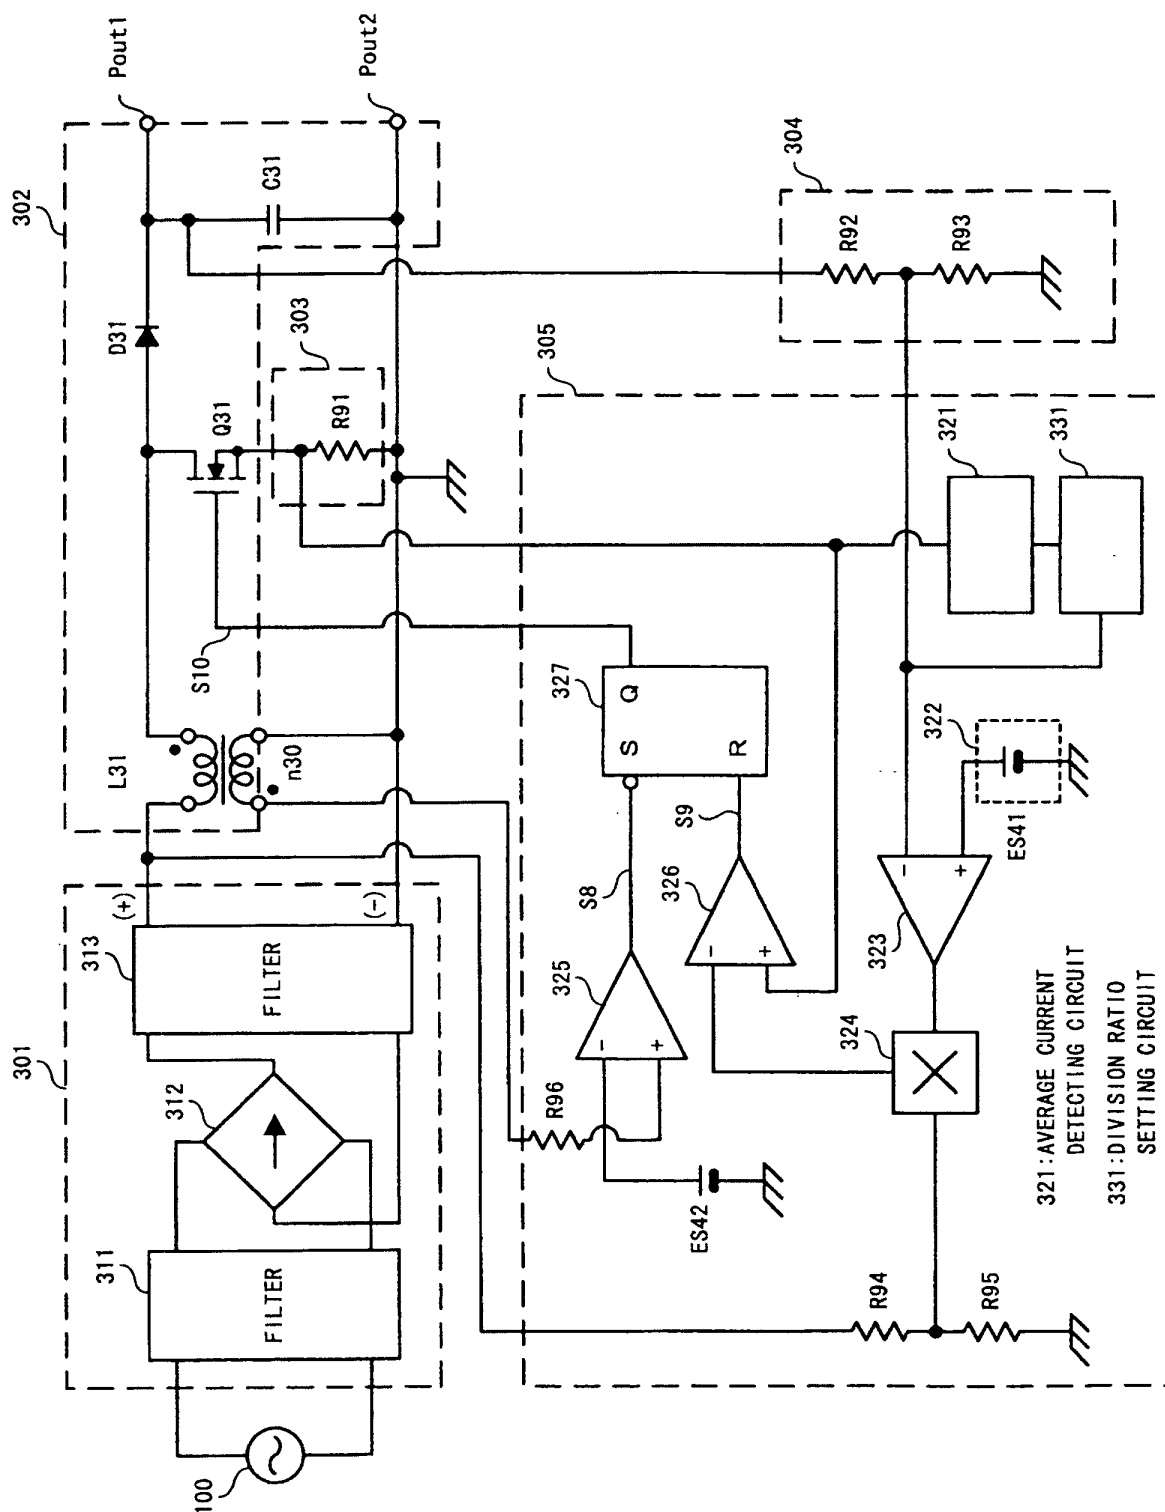 100
301
311
FILTER
312
313
FILTER
(+)
(-)
302
L31
n30
S10
Q31
D31
303
R91
C31
Pout1
Pout2
304
R92
R93
305
R96
ES42
325
-
+
S8
326
-
+
S9
327
S
Q
R
R94
R95
324
323
-
+
322
ES41
321
331
321:AVERAGE CURRENT
DETECTING CIRCUIT
331:DIVISION RATIO
SETTING CIRCUIT